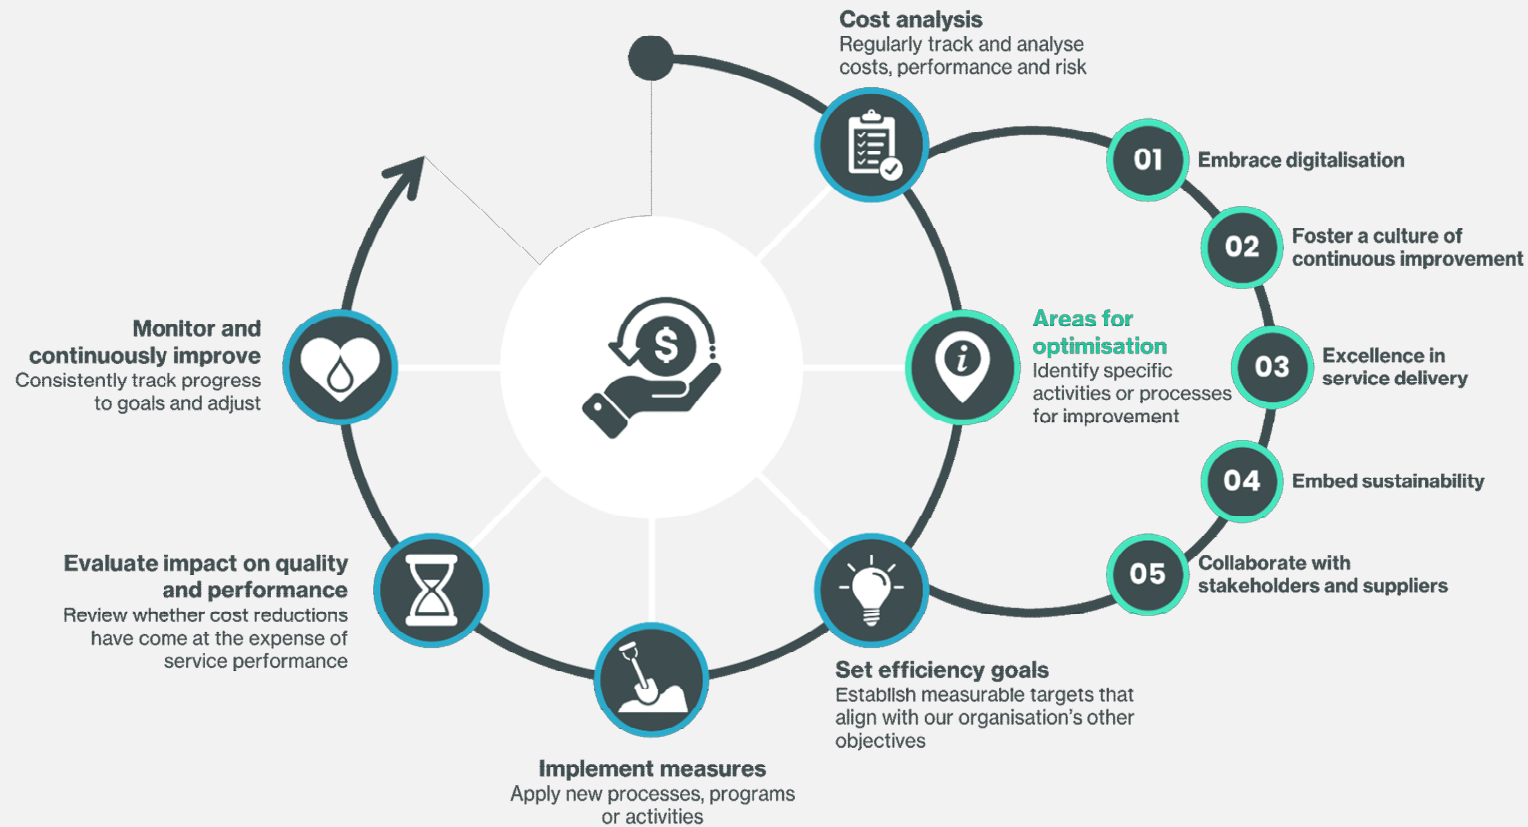 Cost analysis
Regularly track and analyse
costs, performance and risk
01
Embrace digitalisation
02
Foster a culture of
continuous improvement
Areas for
optimisation
Identify specific
activities or processes
for improvement
03
Excellence in
service delivery
04
Embed sustainability
05
Collaborate with
stakeholders and suppliers
Set efficiency goals
Establish measurable targets that
align with our organisation's other
objectives
Implement measures
Apply new processes, programs
or activities
Evaluate impact on quality
and performance
Review whether cost reductions
have come at the expense of
service performance
Monitor and
continuously improve
Consistently track progress
to goals and adjust
$
i